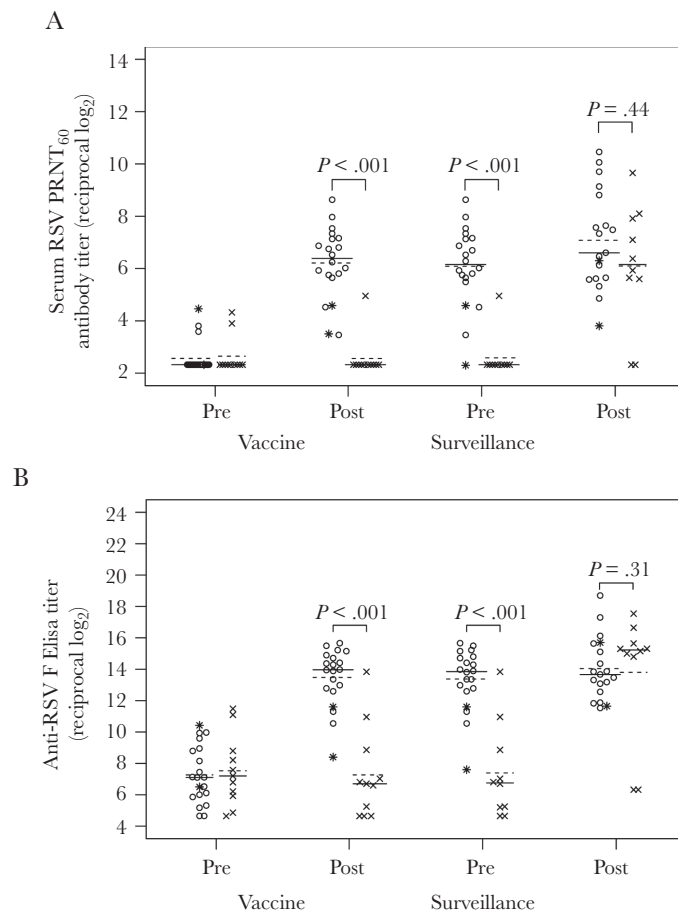 A
Serum RSV PRNT60
antibody titer (reciprocal log2)
14
12
10
8
6
4
2
P < .001
P < .001
P = .44
Pre
Post
Pre
Post
Vaccine
Surveillance
B
Anti-RSV F Elisa titer
(reciprocal log2)
24
22
20
18
16
14
12
10
8
6
4
P < .001
P < .001
P = .31
Pre
Post
Pre
Post
Vaccine
Surveillance